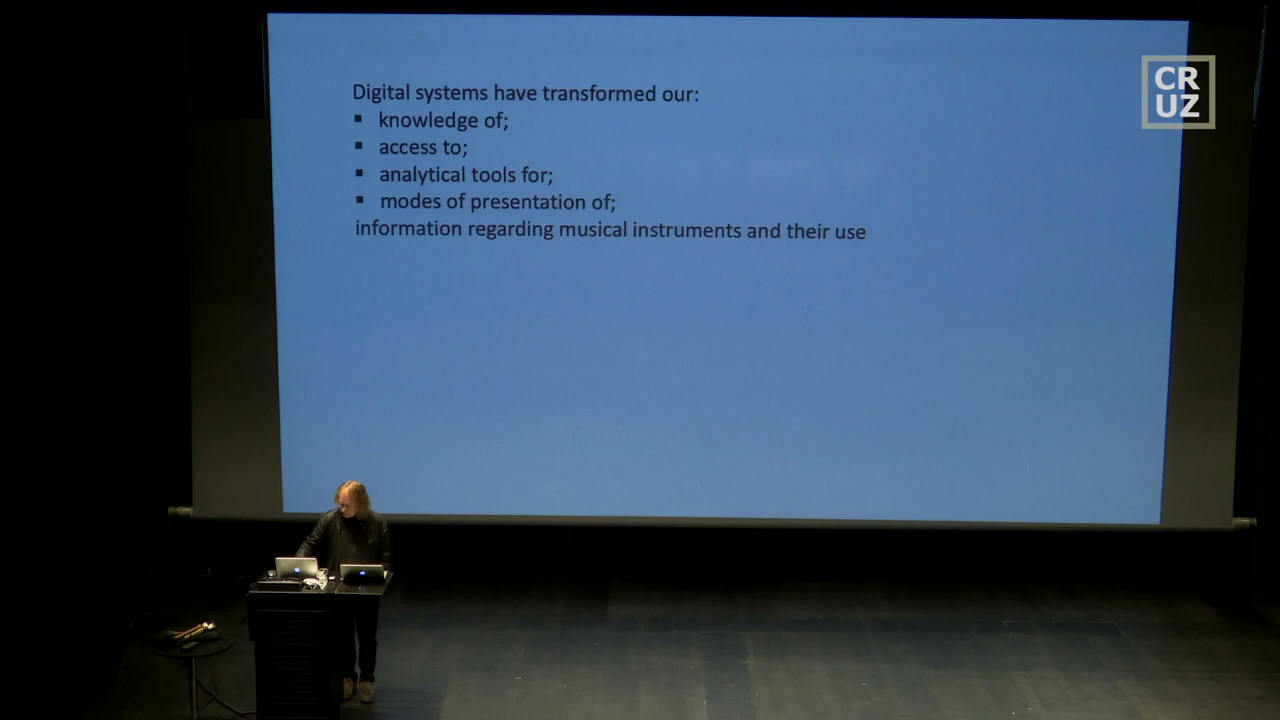 Digital systems have transformed our:
▪ knowledge of;
▪ access to;
▪ analytical tools for;
▪ modes of presentation of;
information regarding musical instruments and their use
CR
UZ